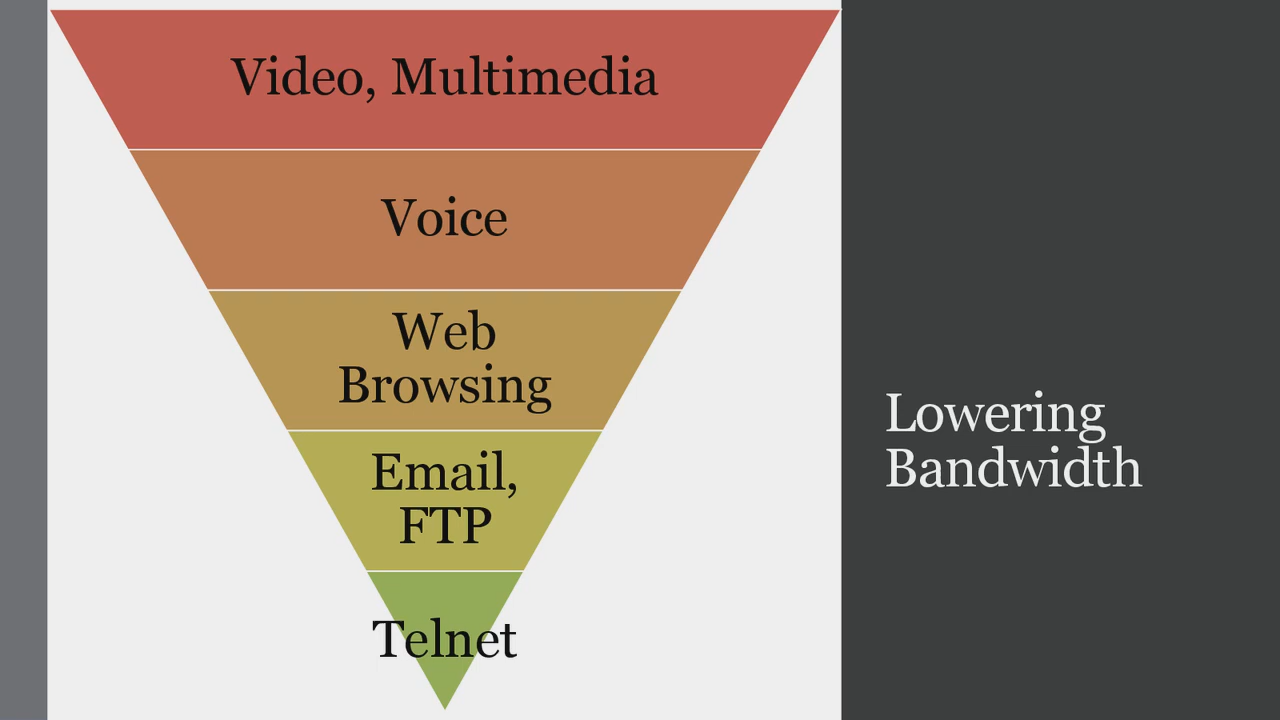 Video, Multimedia
Voice
Web
Browsing
Email,
FTP
Telnet
Lowering
Bandwidth